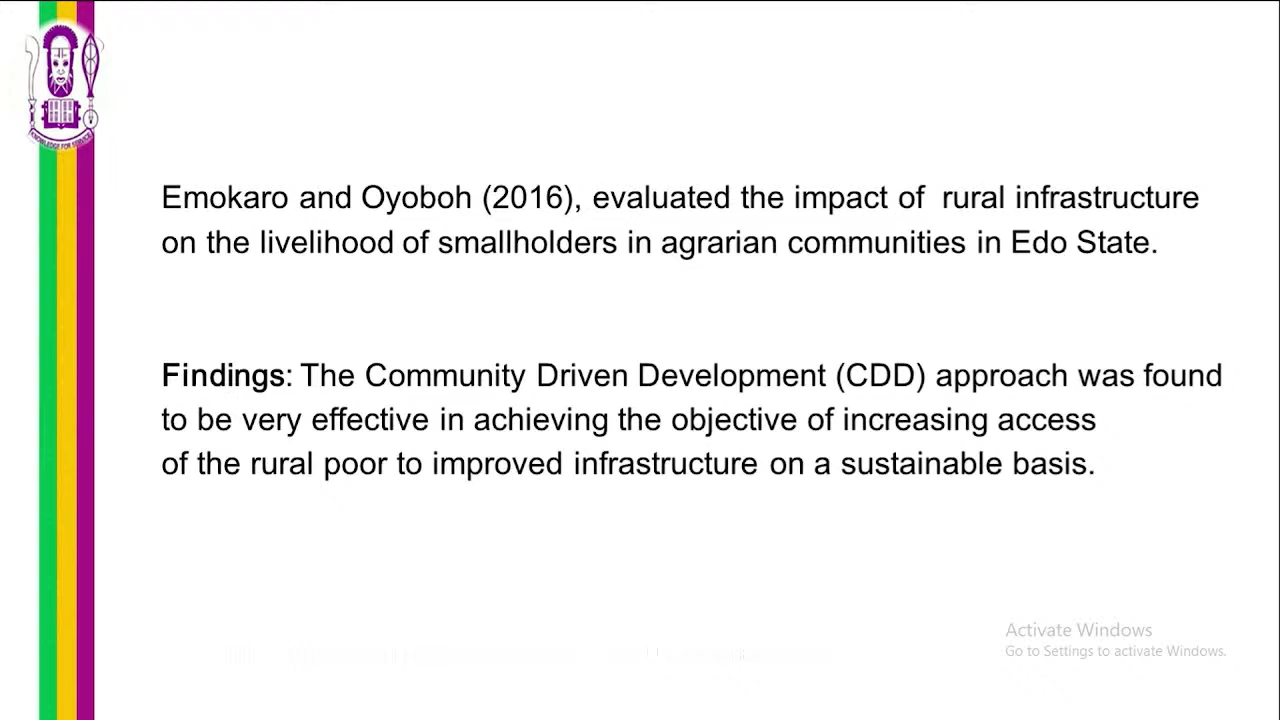 KNOWLEDGE FOR SERVICE
Emokaro and Oyoboh (2016), evaluated the impact of  rural infrastructure
on the livelihood of smallholders in agrarian communities in Edo State.
Findings: The Community Driven Development (CDD) approach was found
to be very effective in achieving the objective of increasing access
of the rural poor to improved infrastructure on a sustainable basis.
Activate Windows
Go to Settings to activate Windows.